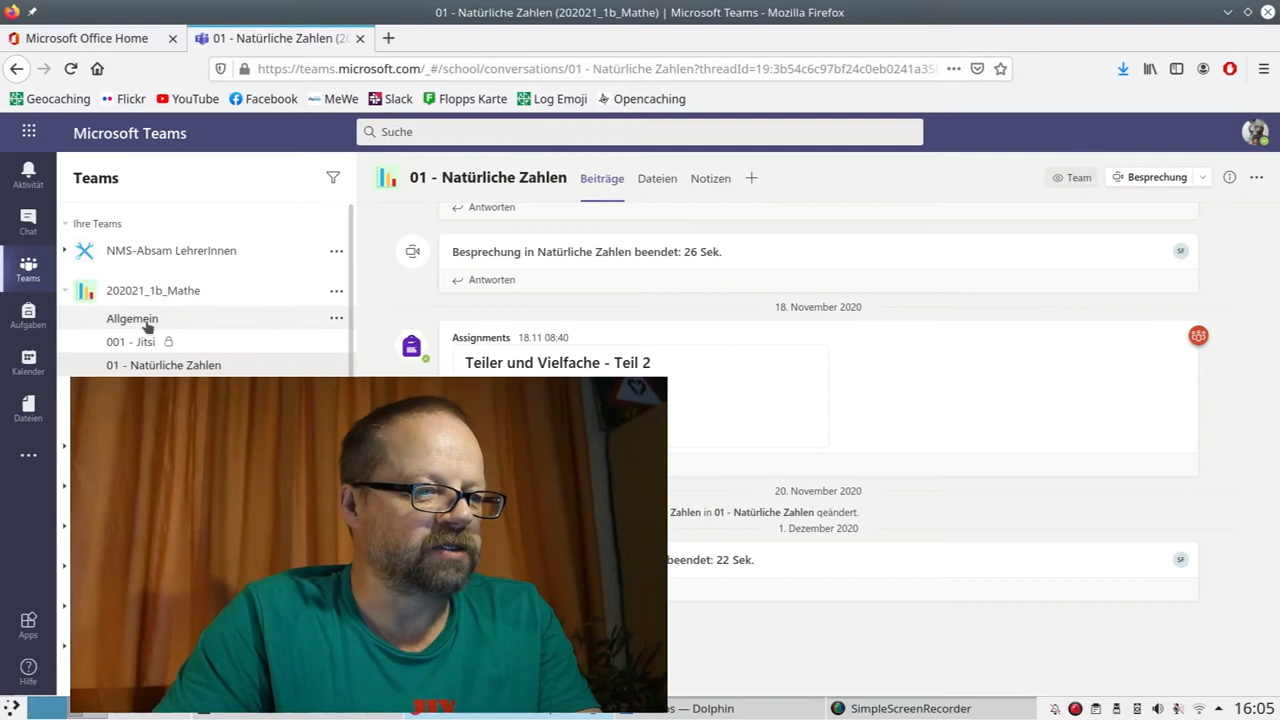 01 - Natürliche Zahlen (202021_1b_Mathe) | Microsoft Teams - Mozilla Firefox
Microsoft Office Home
01 - Natürliche Zahlen (20
https://teams.microsoft.com/_#/school/conversations/01 - Natürliche Zahlen?threadId=19:3b54c6c97bf24c0eb0241a35
Geocaching
Flickr
YouTube
Facebook
MeWe
Slack
Flopps Karte
Log Emoji
Opencaching
Microsoft Teams
Suche
Aktivität
Chat
Teams
Aufgaben
Kalender
Dateien
Apps
Hilfe
Teams
Ihre Teams
NMS-Absam LehrerInnen
202021_1b_Mathe
Allgemein
001 - Jitsi
01 - Natürliche Zahlen
01 - Natürliche Zahlen
Beiträge
Dateien
Notizen
Team
Besprechung
Antworten
Besprechung in Natürliche Zahlen beendet: 26 Sek.
SF
Antworten
18. November 2020
Assignments 18.11 08:40
Teiler und Vielfache - Teil 2
20. November 2020
Zahlen in 01 - Natürliche Zahlen geändert.
1. Dezember 2020
beendet: 22 Sek.
SF
— Dolphin
SimpleScreenRecorder
16:05